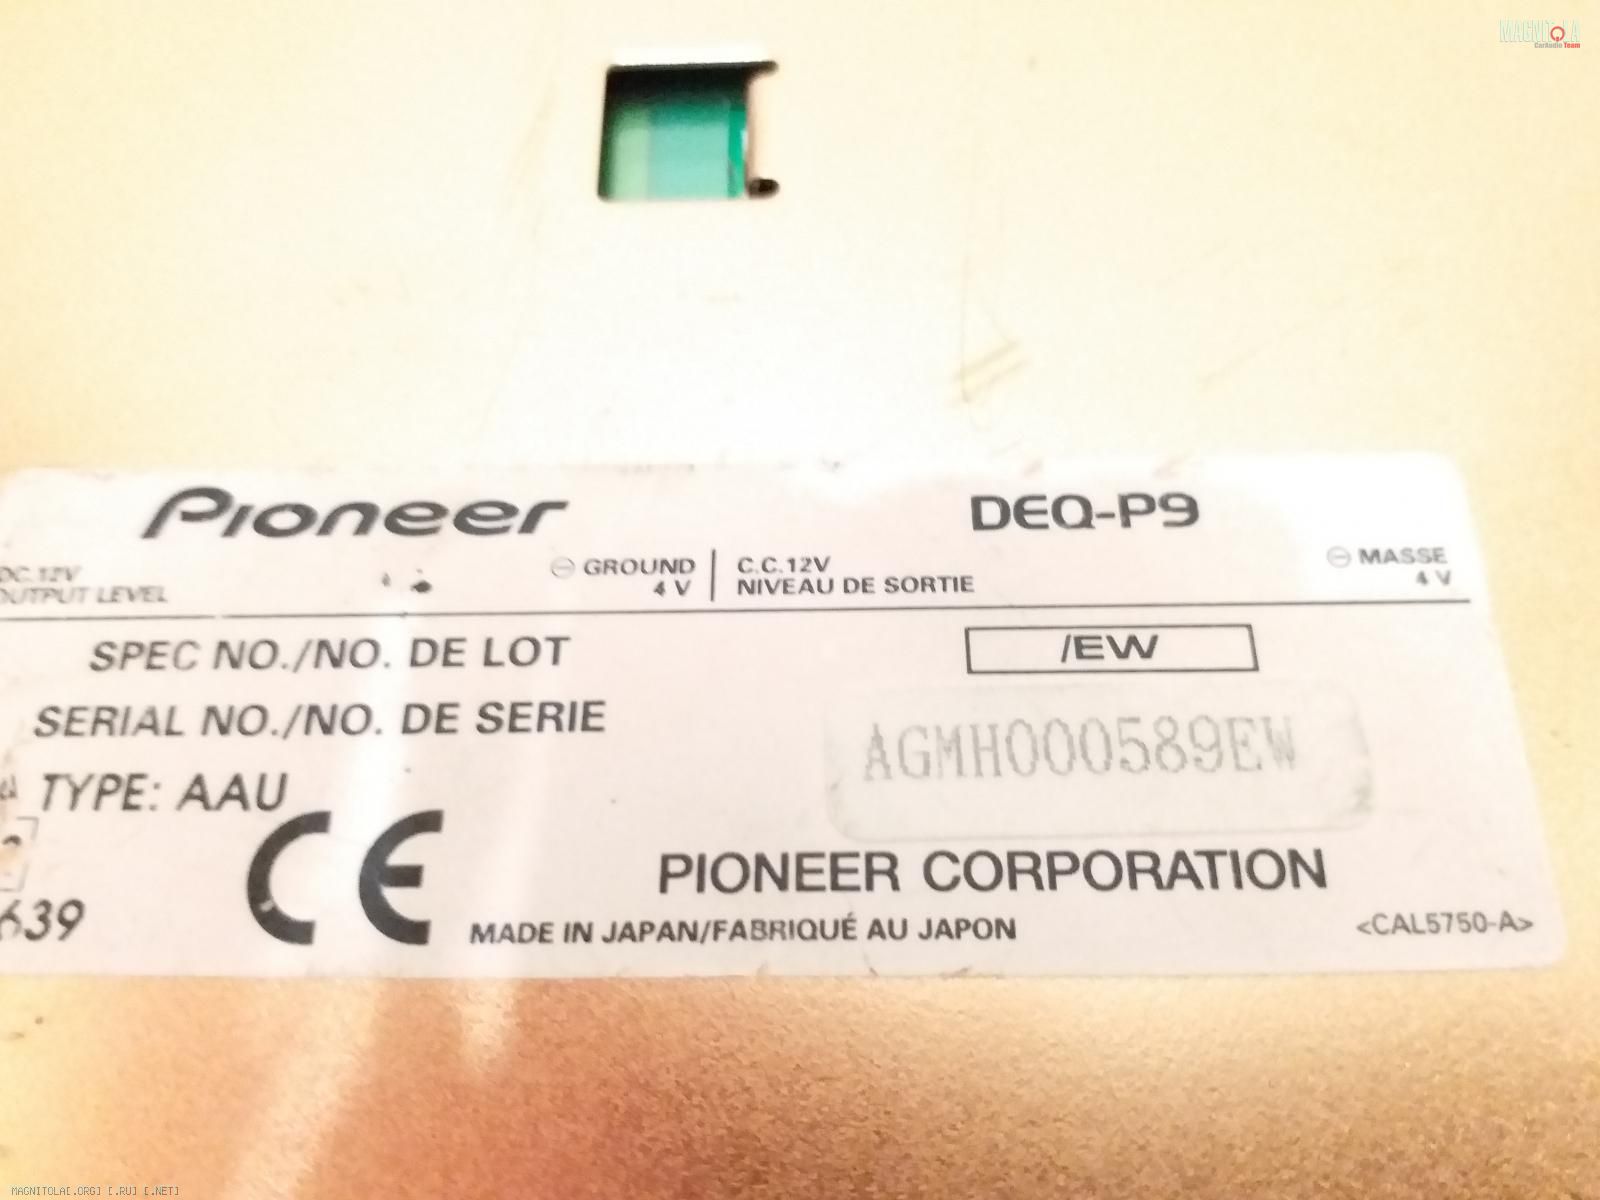 MAGNITOLA
CarAudio Team
Pioneer
DEQ-P9
DC.12V
⊖ GROUND
C.C.12V
⊖ MASSE
OUTPUT LEVEL
4 V
NIVEAU DE SORTIE
4 V
SPEC NO./NO. DE LOT
/EW
SERIAL NO./NO. DE SERIE
AGMH000589EW
TYPE: AAU
CE
PIONEER CORPORATION
639
MADE IN JAPAN/FABRIQUÉ AU JAPON
<CAL5750-A>
MAGNITOLA[.ORG] [.RU] [.NET]